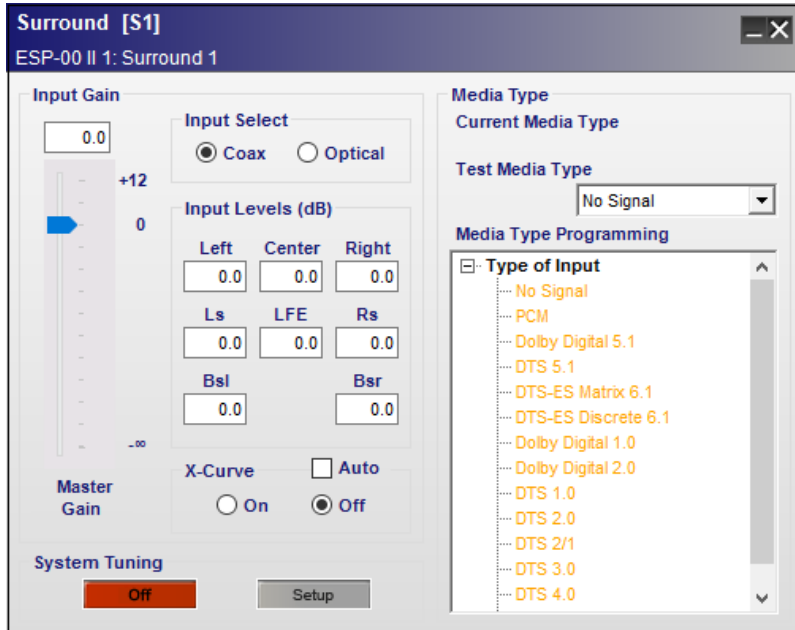 Surround [S1]
ESP-00 II 1: Surround 1
Input Gain
0.0
+12
0
-∞
Master
Gain
Input Select
Coax Optical
Input Levels (dB)
Left Center Right
0.0 0.0 0.0
Ls LFE Rs
0.0 0.0 0.0
Bsl Bsr
0.0 0.0
X-Curve Auto
On Off
System Tuning
Off Setup
Media Type
Current Media Type
Test Media Type
No Signal
Media Type Programming
Type of Input
No Signal
PCM
Dolby Digital 5.1
DTS 5.1
DTS-ES Matrix 6.1
DTS-ES Discrete 6.1
Dolby Digital 1.0
Dolby Digital 2.0
DTS 1.0
DTS 2.0
DTS 2/1
DTS 3.0
DTS 4.0